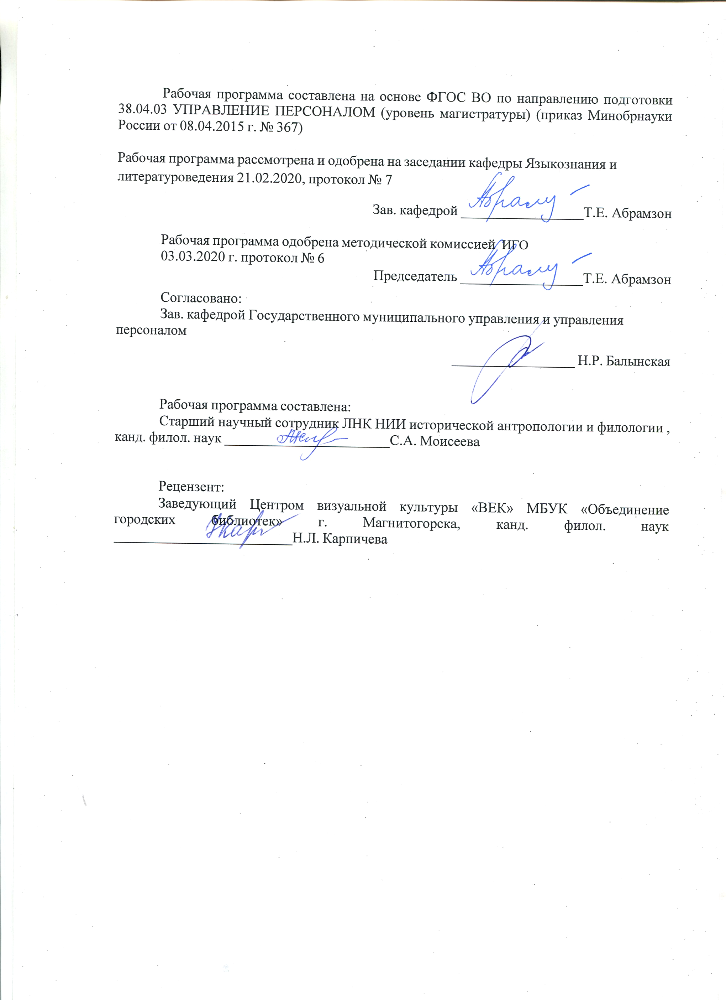 Рабочая программа составлена на основе ФГОС ВО по направлению подготовки
38.04.03 УПРАВЛЕНИЕ ПЕРСОНАЛОМ (уровень магистратуры) (приказ Минобрнауки
России от 08.04.2015 г. № 367)
Рабочая программа рассмотрена и одобрена на заседании кафедры Языкознания и
литературоведения 21.02.2020, протокол № 7
Зав. кафедрой ________________Т.Е. Абрамзон
Рабочая программа одобрена методической комиссией ИГО
03.03.2020 г. протокол № 6
Председатель ________________Т.Е. Абрамзон
Согласовано:
Зав. кафедрой Государственного муниципального управления и управления
персоналом
________________ Н.Р. Балынская
Рабочая программа составлена:
Старший научный сотрудник ЛНК НИИ исторической антропологии и филологии ,
канд. филол. наук ______________________С.А. Моисеева
Рецензент:
Заведующий Центром визуальной культуры «ВЕК» МБУК «Объединение
городских библиотек» г. Магнитогорска, канд. филол. наук
________________________Н.Л. Карпичева